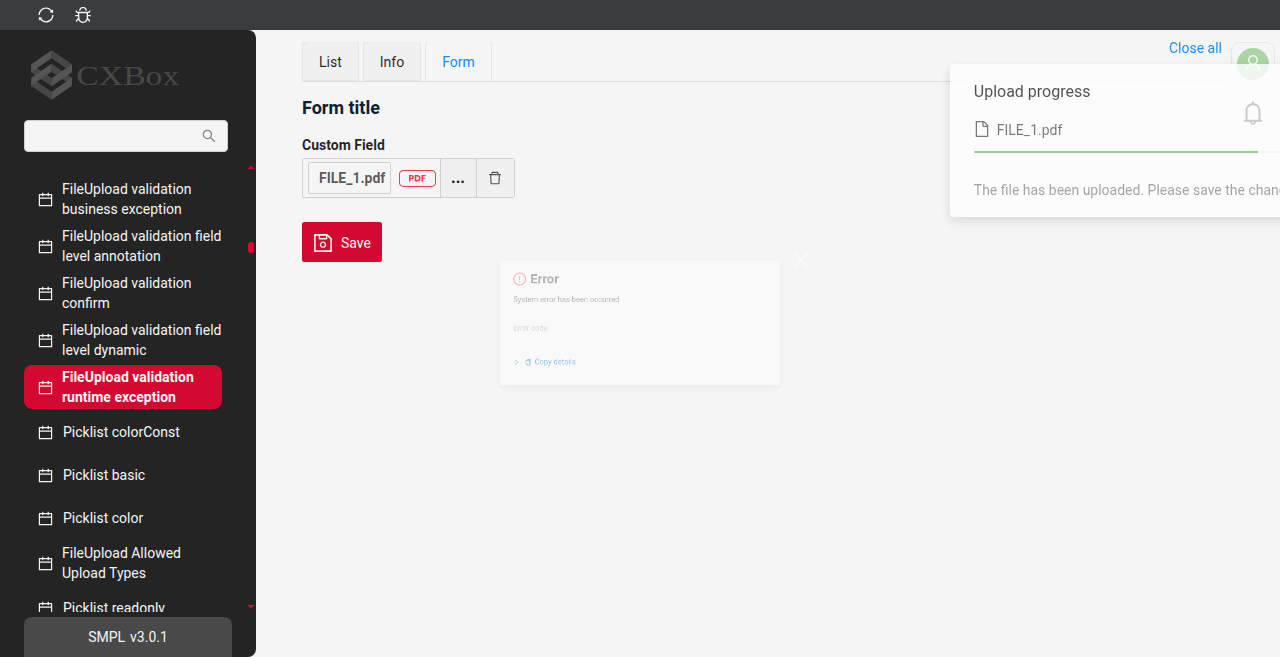 CXBox
FileUpload validation
business exception
FileUpload validation field
level annotation
FileUpload validation
confirm
FileUpload validation field
level dynamic
FileUpload validation
runtime exception
Picklist colorConst
Picklist basic
Picklist color
FileUpload Allowed
Upload Types
Picklist readonly
SMPL v3.0.1
List
Info
Form
Form title
Custom Field
FILE_1.pdf
PDF
...
Save
Error
System error has been occurred
Error code
Copy details
Close all
Upload progress
FILE_1.pdf
The file has been uploaded. Please save the chan